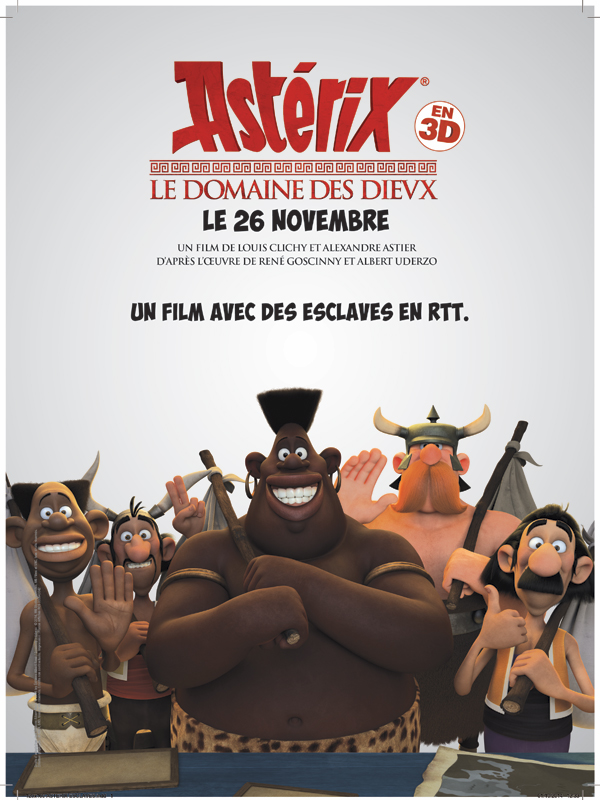 Astérix®
EN
3D
LE DOMAINE DES DIEVX
LE 26 NOVEMBRE
UN FILM DE LOUIS CLICHY ET ALEXANDRE ASTIER
D'APRÈS L'ŒUVRE DE RENÉ GOSCINNY ET ALBERT UDERZO
UN FILM AVEC DES ESCLAVES EN RTT.